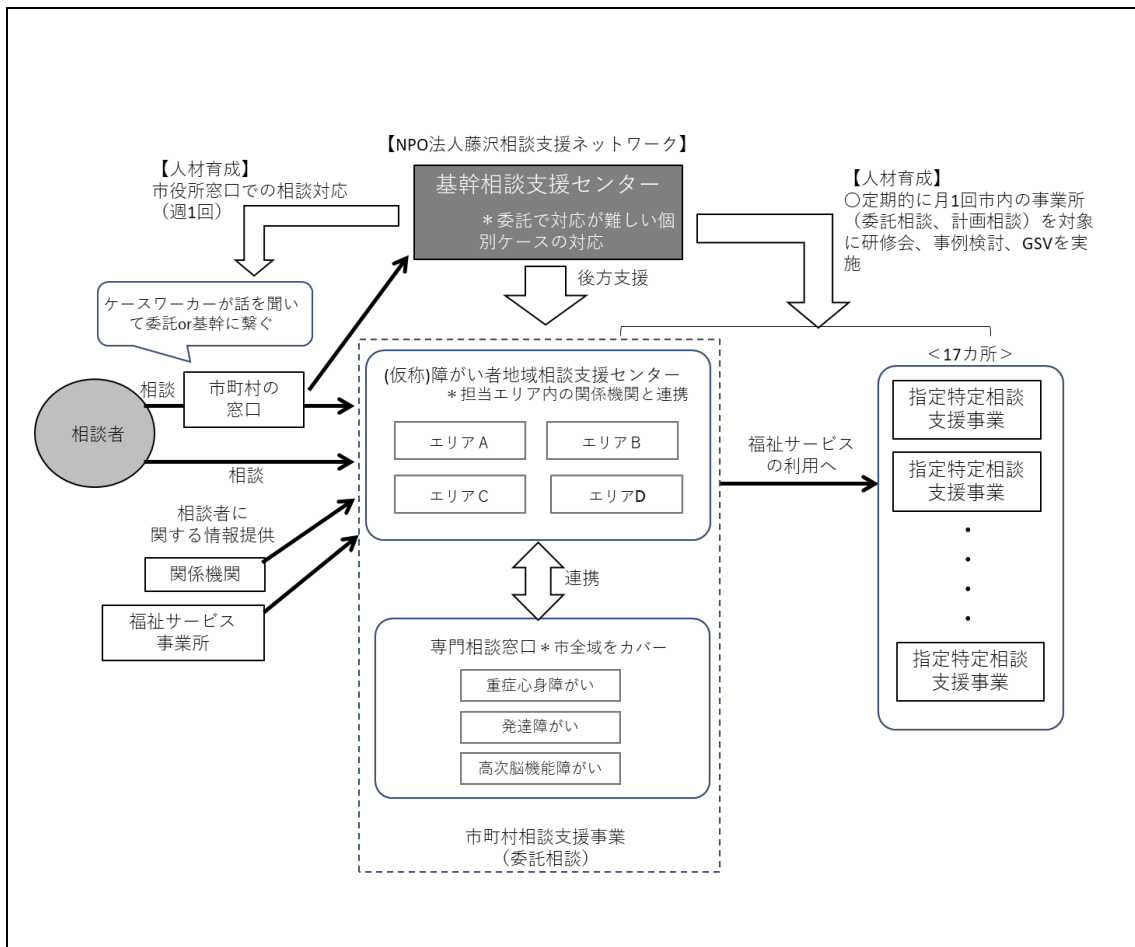 【NPO法人藤沢相談支援ネットワーク】
基幹相談支援センター
＊委託で対応が難しい個
別ケースの対応
【人材育成】
市役所窓口での相談対応
（週1回）
【人材育成】
〇定期的に月1回市内の事業所
（委託相談、計画相談）を対象
に研修会、事例検討、GSVを実
施
後方支援
ケースワーカーが話を聞い
て委託or基幹に繋ぐ
相談者
相談
市町村の
窓口
相談
相談者に
関する情報提供
関係機関
福祉サービス
事業所
(仮称)障がい者地域相談支援センター
＊担当エリア内の関係機関と連携
エリアA
エリアB
エリアC
エリアD
連携
専門相談窓口＊市全域をカバー
重症心身障がい
発達障がい
高次脳機能障がい
市町村相談支援事業
（委託相談）
福祉サービス
の利用へ
＜17カ所＞
指定特定相談
支援事業
指定特定相談
支援事業
・
・
・
・
指定特定相談
支援事業